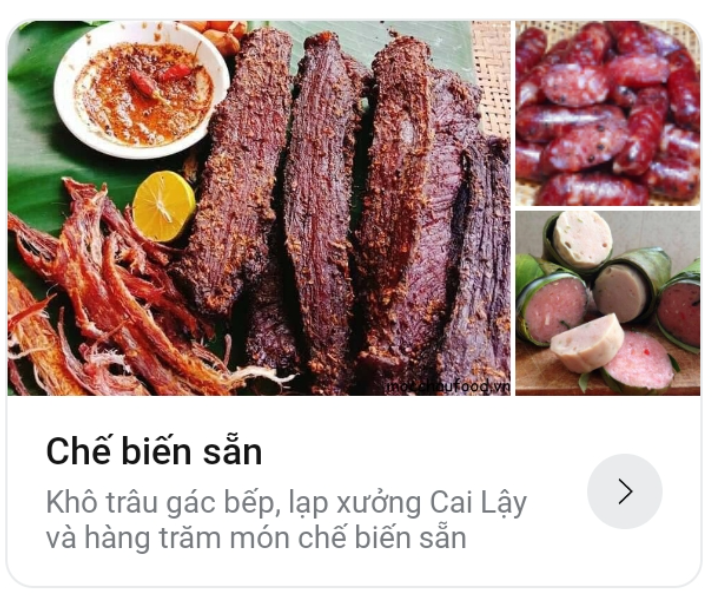 Chế biến sẵn
Khô trâu gác bếp, lạp xưởng Cai Lậy
và hàng trăm món chế biến sẵn